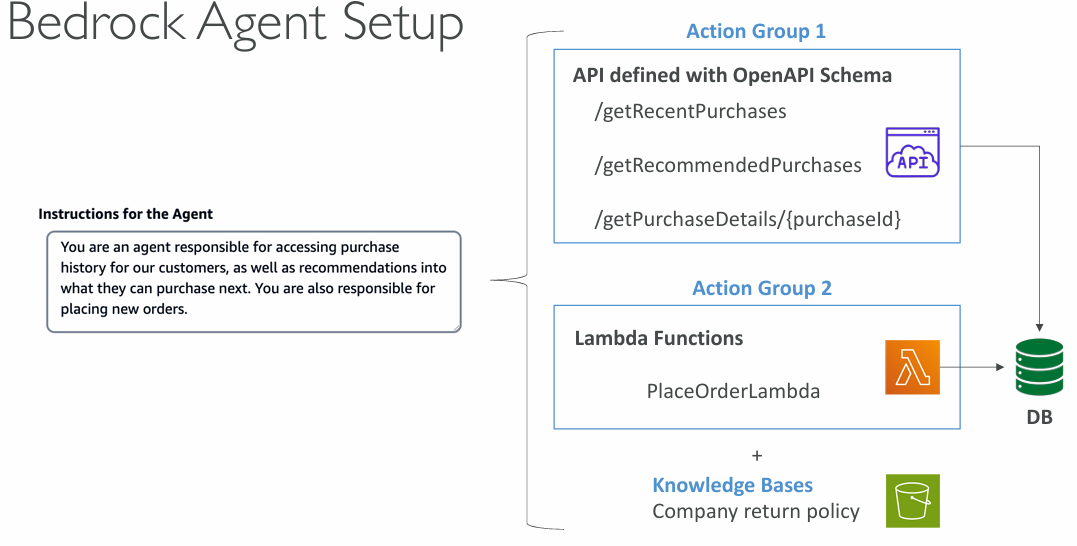 Bedrock Agent Setup
Instructions for the Agent
You are an agent responsible for accessing purchase
history for our customers, as well as recommendations into
what they can purchase next. You are also responsible for
placing new orders.
Action Group 1
API defined with OpenAPI Schema
/getRecentPurchases
/getRecommendedPurchases
/getPurchaseDetails/{purchaseId}
API
Action Group 2
Lambda Functions
PlaceOrderLambda
DB
+
Knowledge Bases
Company return policy